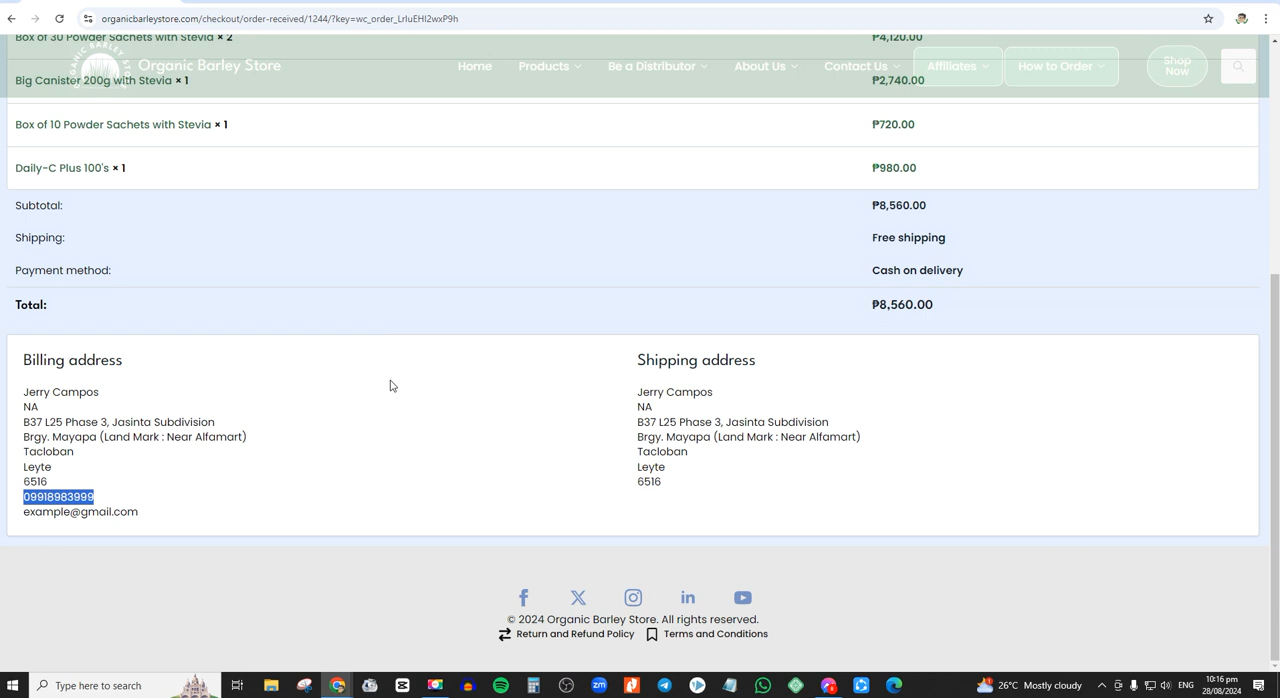 organicbarleystore.com/checkout/order-received/1244/?key=wc_order_LrIuEHI2wxP9h
Box of 30 Powder Sachets with Stevia × 2 ₱4,120.00
ORGANIC BARLEY STORE
Organic Barley Store Home Products Be a Distributor About Us Contact Us Affiliates How to Order Shop Now
Big Canister 200g with Stevia × 1 ₱2,740.00
Box of 10 Powder Sachets with Stevia × 1 ₱720.00
Daily-C Plus 100's × 1 ₱980.00
Subtotal: ₱8,560.00
Shipping: Free shipping
Payment method: Cash on delivery
Total: ₱8,560.00
Billing address
Jerry Campos
NA
B37 L25 Phase 3, Jasinta Subdivision
Brgy. Mayapa (Land Mark : Near Alfamart)
Tacloban
Leyte
6516
09918983999
example@gmail.com
Shipping address
Jerry Campos
NA
B37 L25 Phase 3, Jasinta Subdivision
Brgy. Mayapa (Land Mark : Near Alfamart)
Tacloban
Leyte
6516
© 2024 Organic Barley Store. All rights reserved.
Return and Refund Policy Terms and Conditions
Type here to search
26°C Mostly cloudy ENG 10:16 pm
28/08/2024